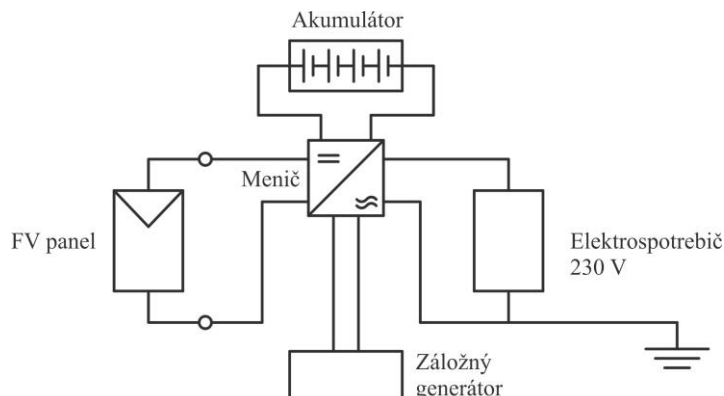 Akumulátor
Menič
FV panel
Elektrospotrebič
230 V
Záložný
generátor